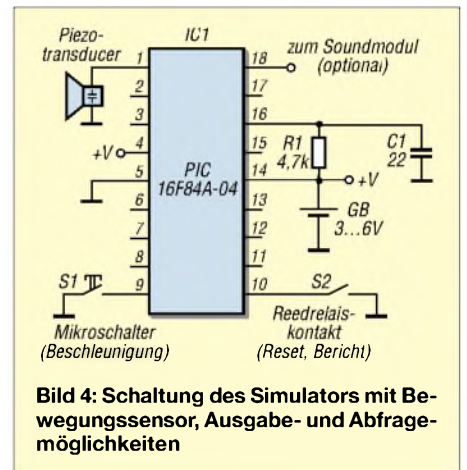 Piezo-
transducer
IC1
zum Soundmodul
(optional)
1
2
3
4
5
6
7
8
9
18
17
16
15
14
13
12
11
10
+V
PIC
16F84A-04
R1
4,7k
C1
22
+V
GB
3...6V
S1
S2
Mikroschalter
(Beschleunigung)
Reedrelais-
kontakt
(Reset, Bericht)
Bild 4: Schaltung des Simulators mit Be-
wegungssensor, Ausgabe- und Abfrage-
möglichkeiten